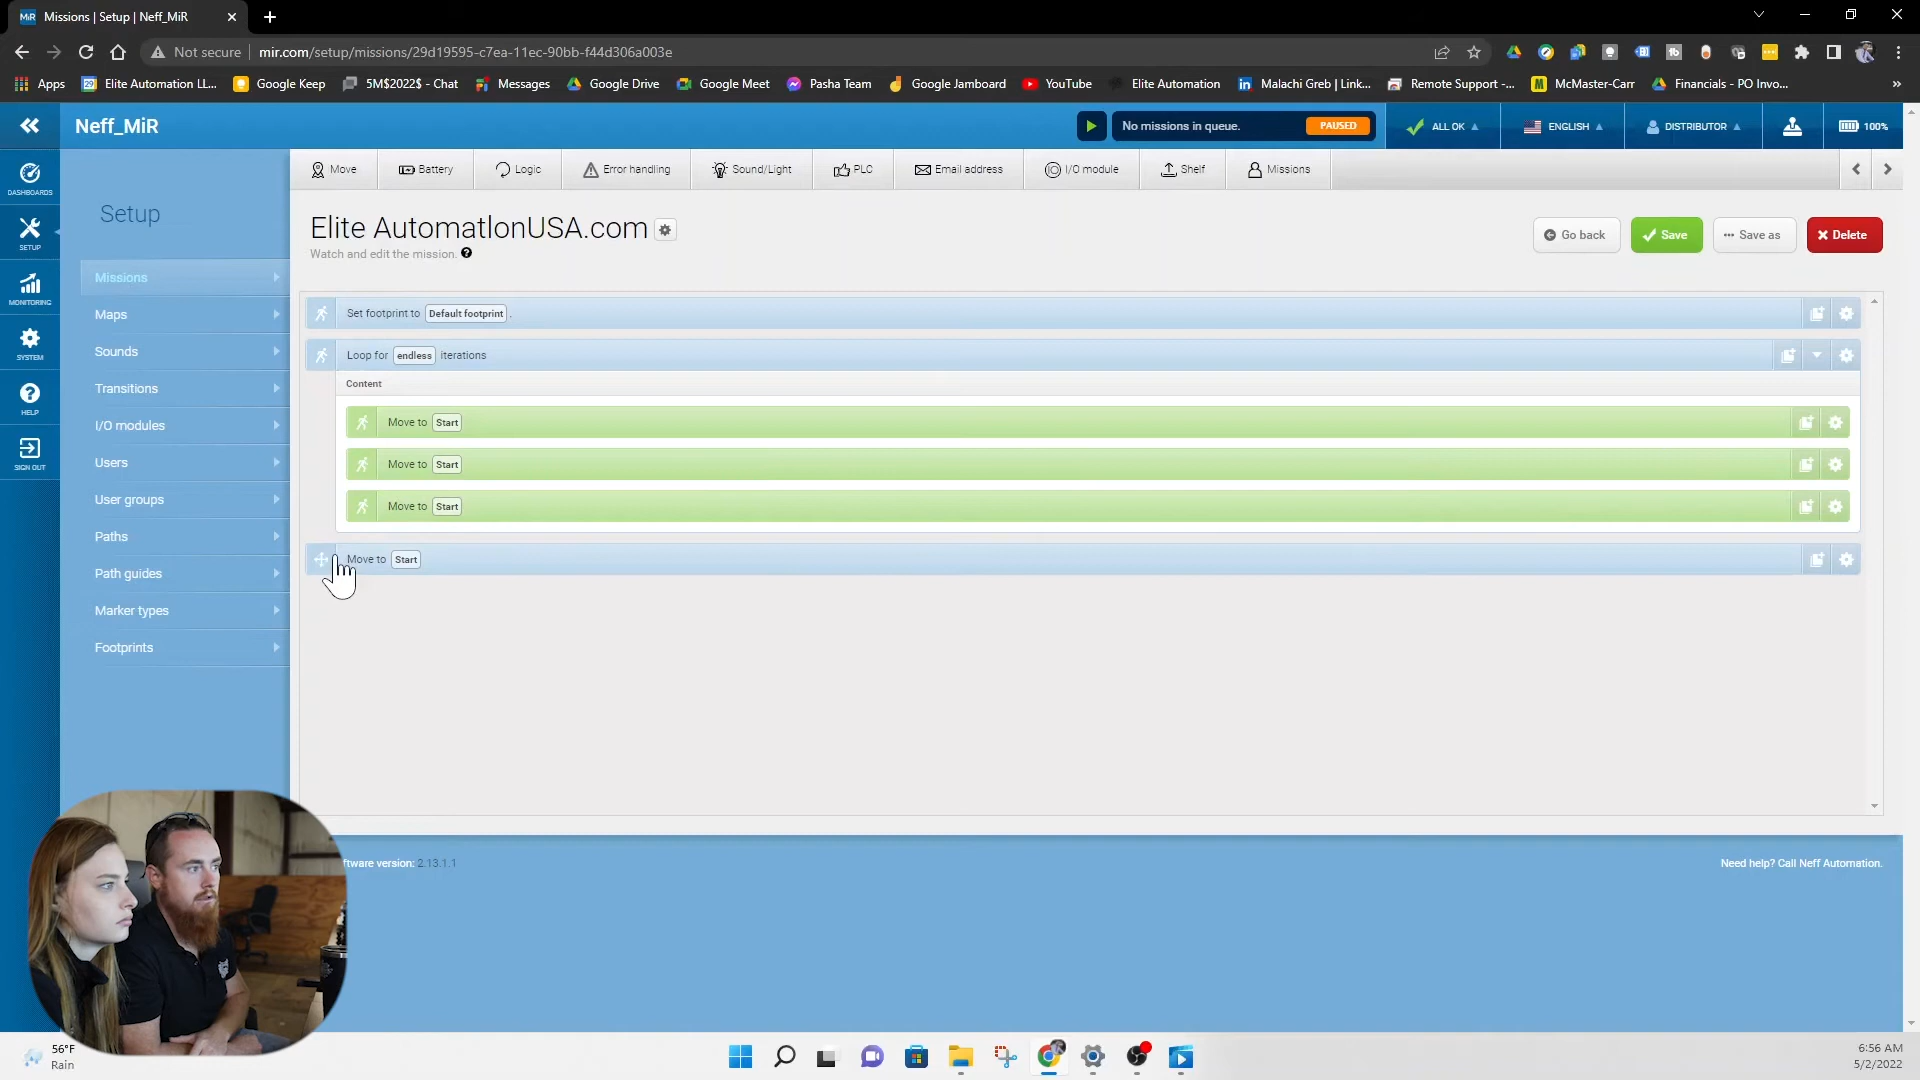 MiR Missions | Setup | Neff_MiR
Not secure mir.com/setup/missions/29d19595-c7ea-11ec-90bb-f44d306a003e
Apps Elite Automation LL... Google Keep 5M$2022$ - Chat Messages Google Drive Google Meet Pasha Team Google Jamboard YouTube Elite Automation Malachi Greb | Link... Remote Support -... McMaster-Carr Financials - PO Invo...
Neff_MiR No missions in queue. PAUSED ALL OK ENGLISH DISTRIBUTOR 100%
Move Battery Logic Error handling Sound/Light PLC Email address I/O module Shelf Missions
DASHBOARDS
SETUP
MONITORING
SYSTEM
HELP
SIGN OUT
Setup
Missions
Maps
Sounds
Transitions
I/O modules
Users
User groups
Paths
Path guides
Marker types
Footprints
Elite AutomatIonUSA.com
Watch and edit the mission.
Go back Save Save as Delete
Set footprint to Default footprint .
Loop for endless iterations
Content
Move to Start
Move to Start
Move to Start
Move to Start
ftware version: 2.13.1.1
Need help? Call Neff Automation.
56°F
Rain
6:56 AM
5/2/2022